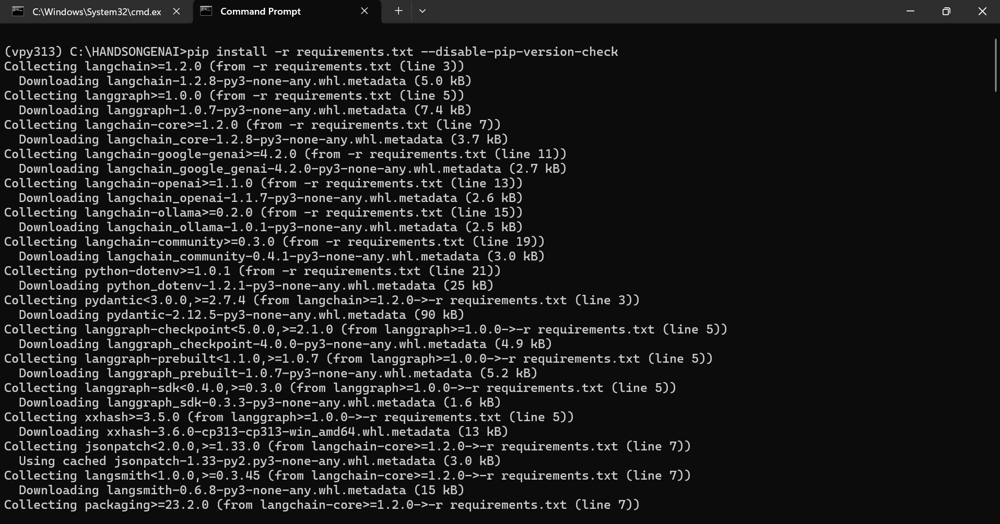 C:\Windows\System32\cmd.ex
Command Prompt
(vpy313) C:\HANDSONGENAI>pip install -r requirements.txt --disable-pip-version-check
Collecting langchain>=1.2.0 (from -r requirements.txt (line 3))
  Downloading langchain-1.2.8-py3-none-any.whl.metadata (5.0 kB)
Collecting langgraph>=1.0.0 (from -r requirements.txt (line 5))
  Downloading langgraph-1.0.7-py3-none-any.whl.metadata (7.4 kB)
Collecting langchain-core>=1.2.0 (from -r requirements.txt (line 7))
  Downloading langchain_core-1.2.8-py3-none-any.whl.metadata (3.7 kB)
Collecting langchain-google-genai>=4.2.0 (from -r requirements.txt (line 11))
  Downloading langchain_google_genai-4.2.0-py3-none-any.whl.metadata (2.7 kB)
Collecting langchain-openai>=1.1.0 (from -r requirements.txt (line 13))
  Downloading langchain_openai-1.1.7-py3-none-any.whl.metadata (2.6 kB)
Collecting langchain-ollama>=0.2.0 (from -r requirements.txt (line 15))
  Downloading langchain_ollama-1.0.1-py3-none-any.whl.metadata (2.5 kB)
Collecting langchain-community>=0.3.0 (from -r requirements.txt (line 19))
  Downloading langchain_community-0.4.1-py3-none-any.whl.metadata (3.0 kB)
Collecting python-dotenv>=1.0.1 (from -r requirements.txt (line 21))
  Downloading python_dotenv-1.2.1-py3-none-any.whl.metadata (25 kB)
Collecting pydantic<3.0.0,>=2.7.4 (from langchain>=1.2.0->-r requirements.txt (line 3))
  Downloading pydantic-2.12.5-py3-none-any.whl.metadata (90 kB)
Collecting langgraph-checkpoint<5.0.0,>=2.1.0 (from langgraph>=1.0.0->-r requirements.txt (line 5))
  Downloading langgraph_checkpoint-4.0.0-py3-none-any.whl.metadata (4.9 kB)
Collecting langgraph-prebuilt<1.1.0,>=1.0.7 (from langgraph>=1.0.0->-r requirements.txt (line 5))
  Downloading langgraph_prebuilt-1.0.7-py3-none-any.whl.metadata (5.2 kB)
Collecting langgraph-sdk<0.4.0,>=0.3.0 (from langgraph>=1.0.0->-r requirements.txt (line 5))
  Downloading langgraph_sdk-0.3.3-py3-none-any.whl.metadata (1.6 kB)
Collecting xxhash>=3.5.0 (from langgraph>=1.0.0->-r requirements.txt (line 5))
  Downloading xxhash-3.6.0-cp313-cp313-win_amd64.whl.metadata (13 kB)
Collecting jsonpatch<2.0.0,>=1.33.0 (from langchain-core>=1.2.0->-r requirements.txt (line 7))
  Using cached jsonpatch-1.33-py2.py3-none-any.whl.metadata (3.0 kB)
Collecting langsmith<1.0.0,>=0.3.45 (from langchain-core>=1.2.0->-r requirements.txt (line 7))
  Downloading langsmith-0.6.8-py3-none-any.whl.metadata (15 kB)
Collecting packaging>=23.2.0 (from langchain-core>=1.2.0->-r requirements.txt (line 7))